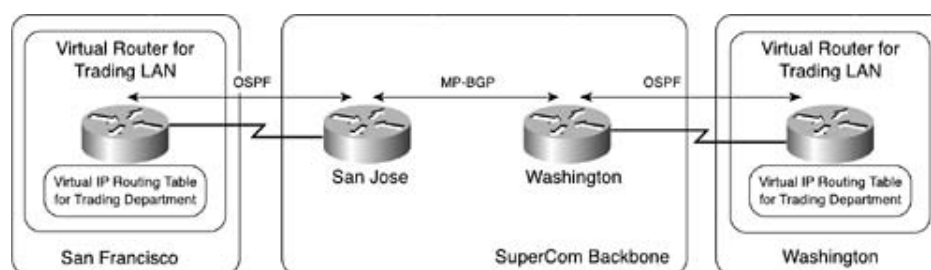 Virtual Router for
Trading LAN
OSPF
MP-BGP
OSPF
Virtual Router for
Trading LAN
San Jose
Washington
Virtual IP Routing Table
for Trading Department
Virtual IP Routing Table
for Trading Department
San Francisco
SuperCom Backbone
Washington